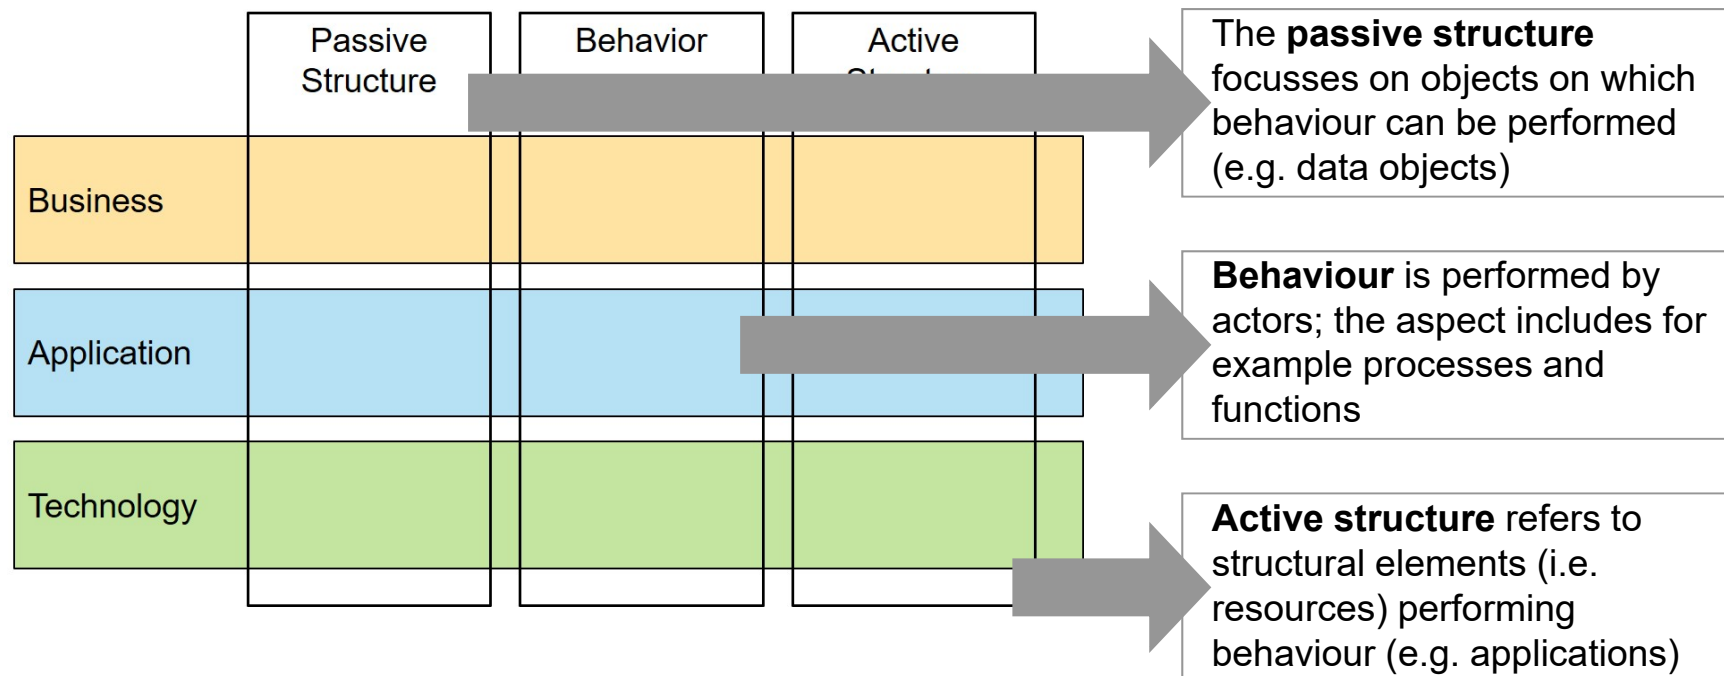 Passive
Structure
Behavior
Active
Business
Application
Technology
The passive structure
focusses on objects on which
behaviour can be performed
(e.g. data objects)
Behaviour is performed by
actors; the aspect includes for
example processes and
functions
Active structure refers to
structural elements (i.e.
resources) performing
behaviour (e.g. applications)